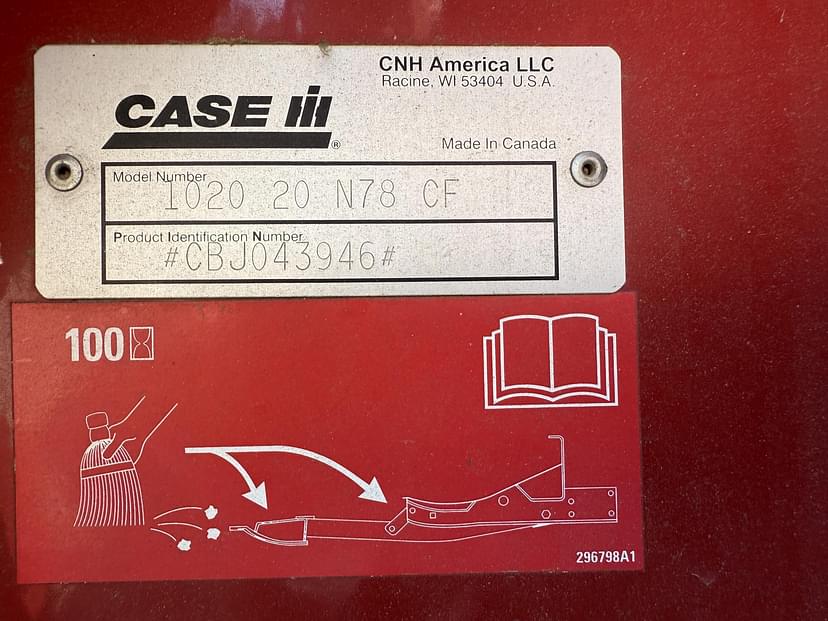 CNH America LLC
Racine, WI 53404 U.S.A.
CASE IH
®
Made In Canada
Model Number
1020 20 N78 CF
Product Identification Number
#CBJ043946#
100
296798A1